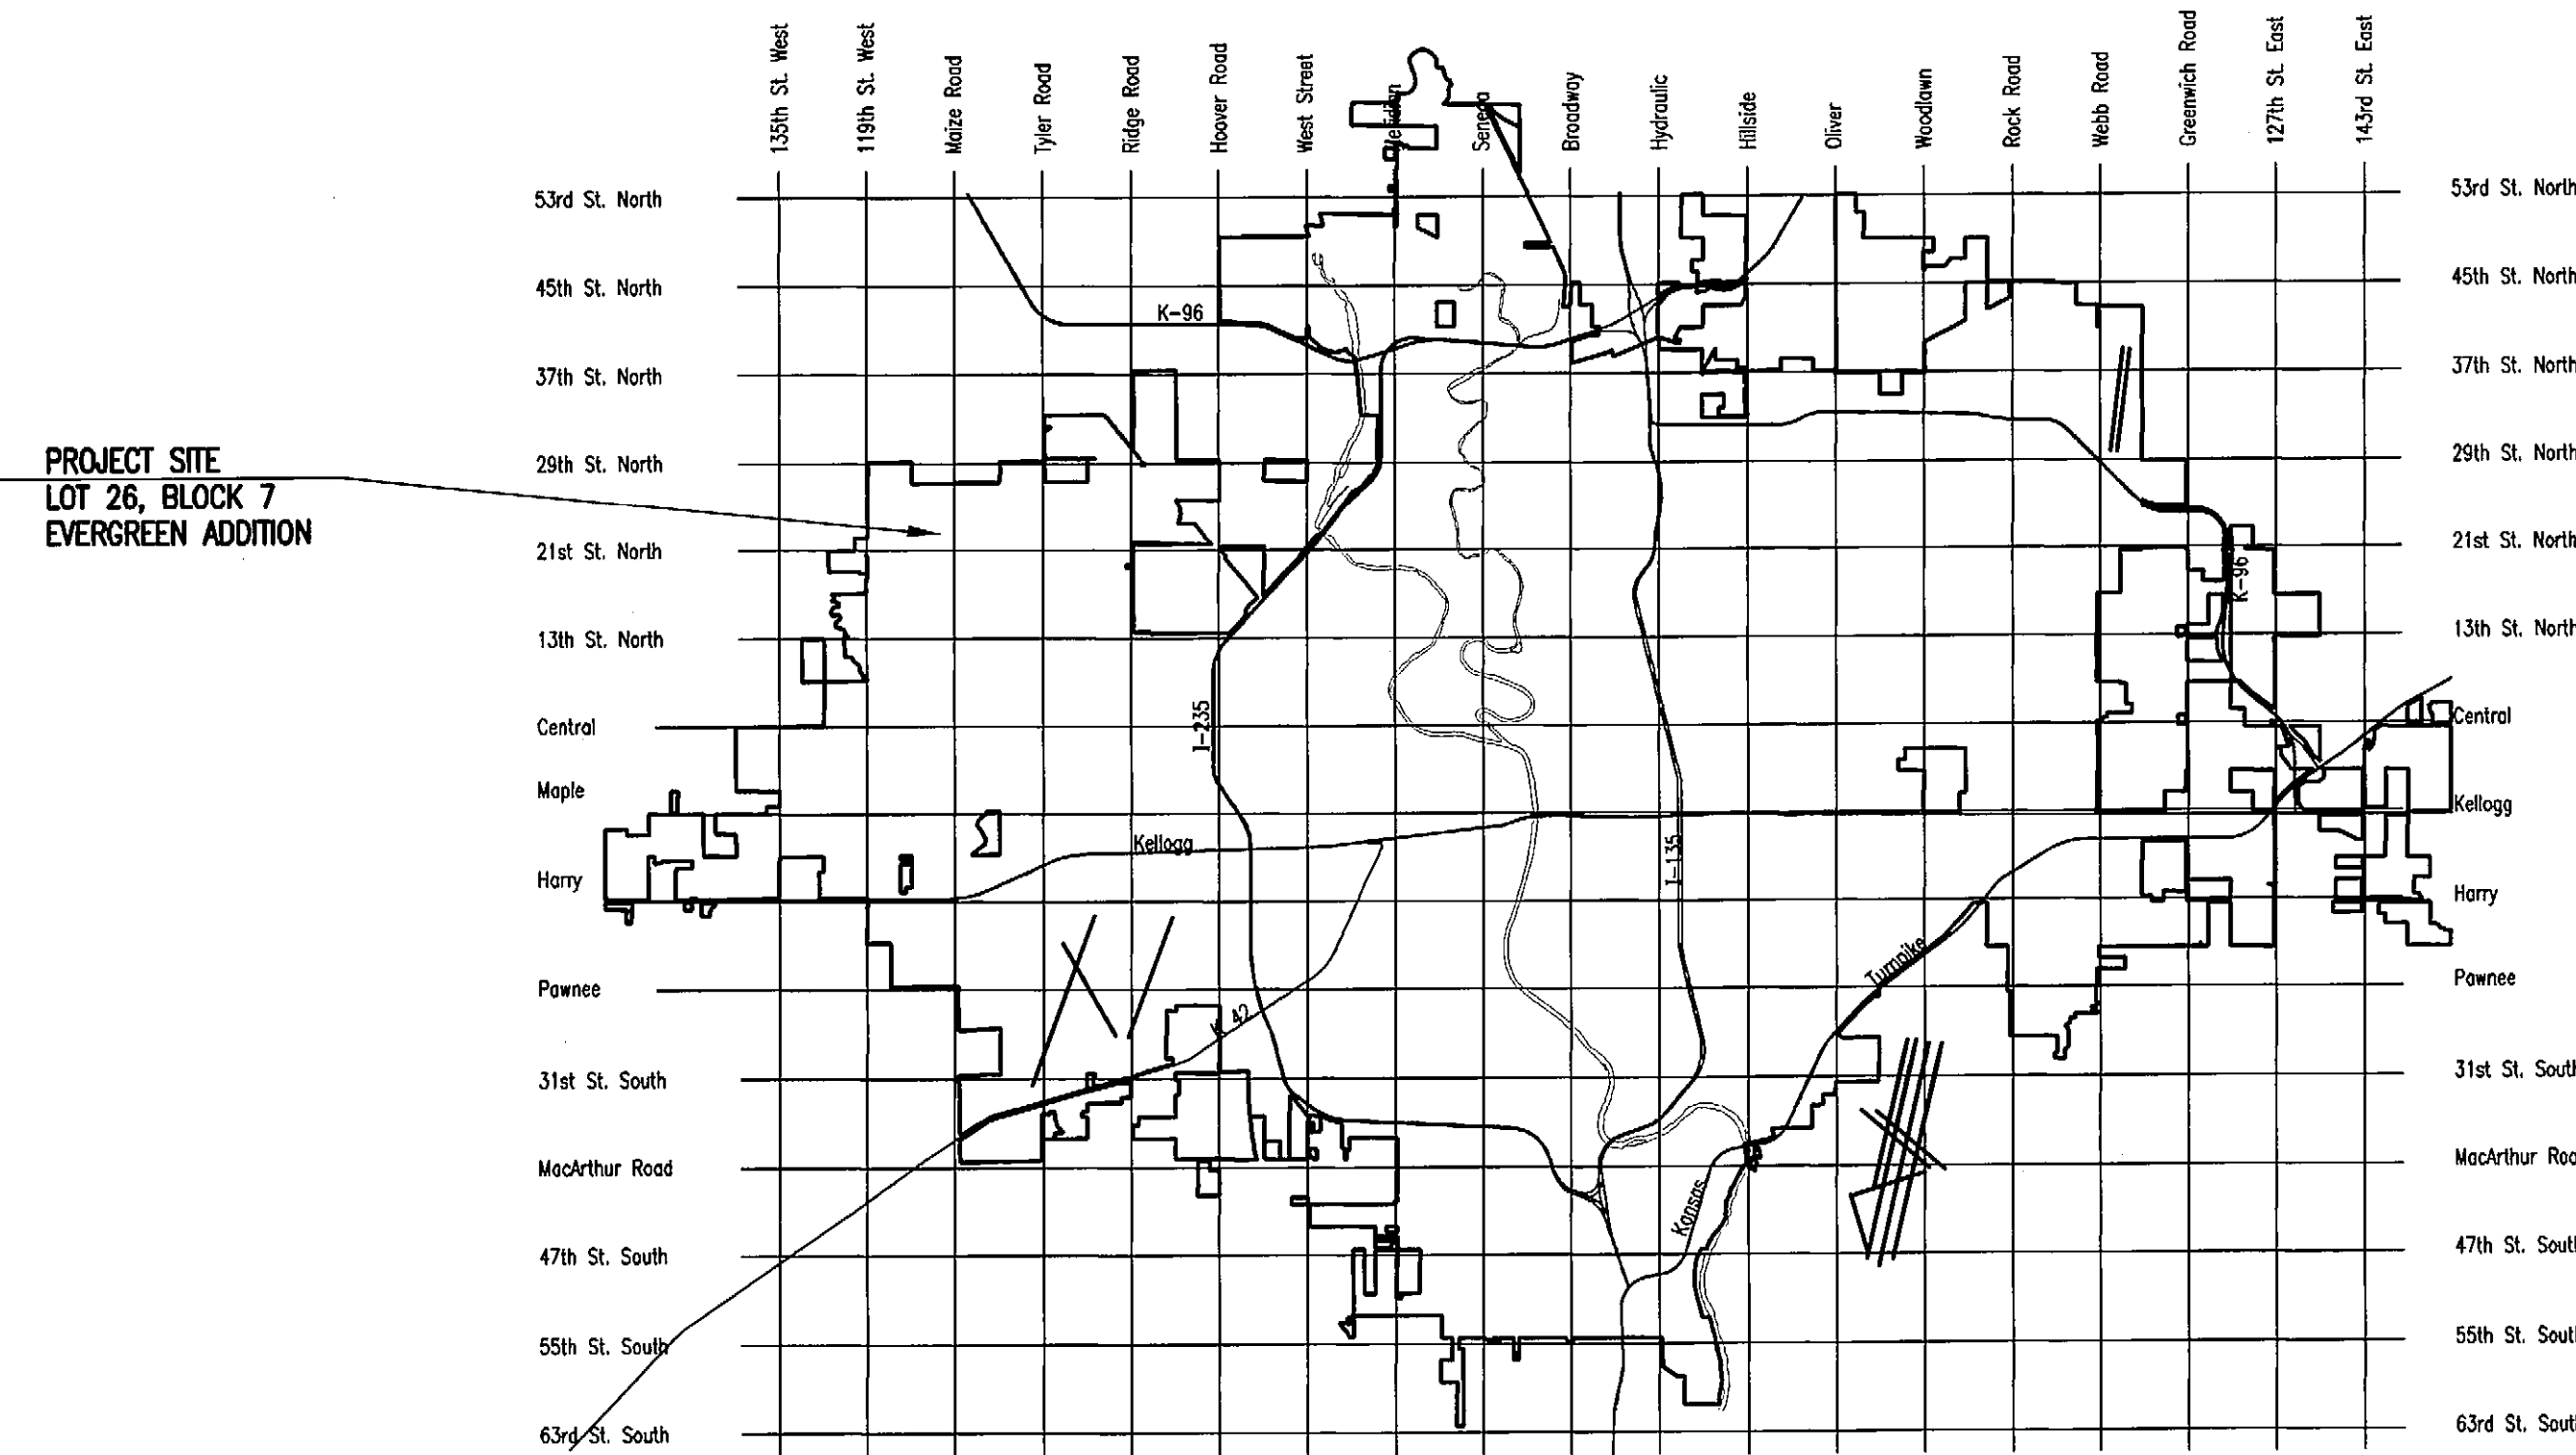 135th St. West
119th St. West
Maize Road
Tyler Road
Ridge Road
Hoover Road
West Street
Meridian
Seneca
Broadway
Hydraulic
Hillside
Oliver
Woodlawn
Rock Road
Webb Road
Greenwich Road
127th St. East
143rd St. East
53rd St. North
53rd St. North
45th St. North
45th St. North
K-96
37th St. North
37th St. North
PROJECT SITE
LOT 26, BLOCK 7
EVERGREEN ADDITION
29th St. North
29th St. North
21st St. North
21st St. North
K-96
13th St. North
13th St. North
I-235
Central
Central
Maple
Kellogg
Kellogg
I-135
Harry
Harry
Turnpike
Pawnee
Pawnee
K-42
31st St. South
31st St. South
MacArthur Road
MacArthur Roa
Kansas
47th St. South
47th St. South
55th St. South
55th St. South
63rd St. South
63rd St. South